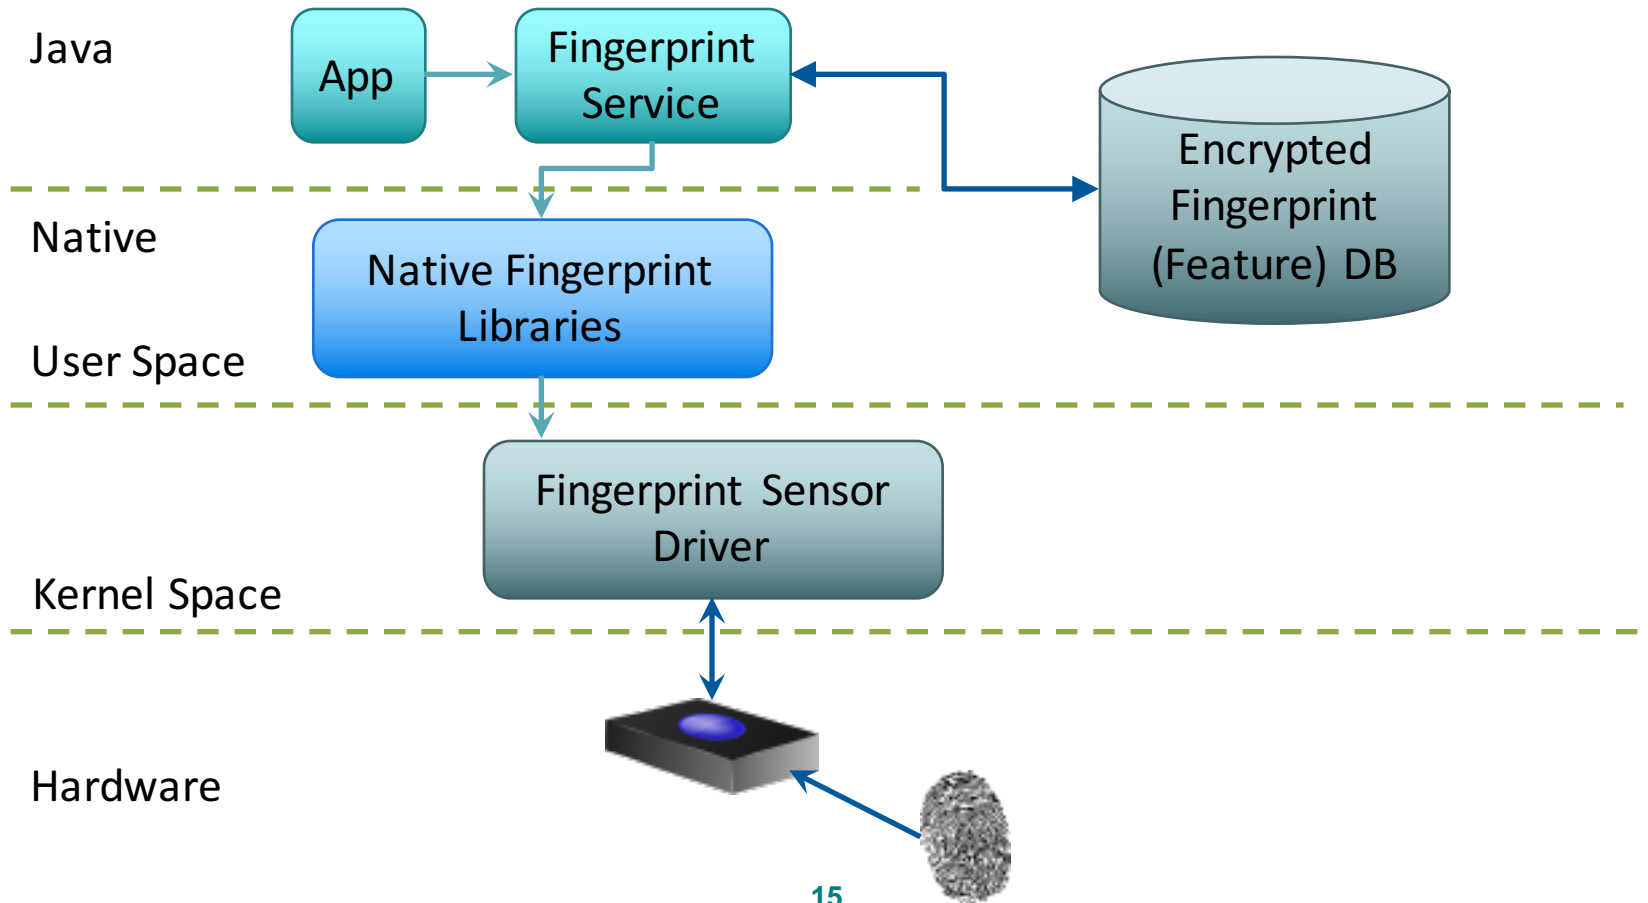 Java
App
Fingerprint
Service
Encrypted
Fingerprint
(Feature) DB
Native
Native Fingerprint
Libraries
User Space
Fingerprint Sensor
Driver
Kernel Space
Hardware
15